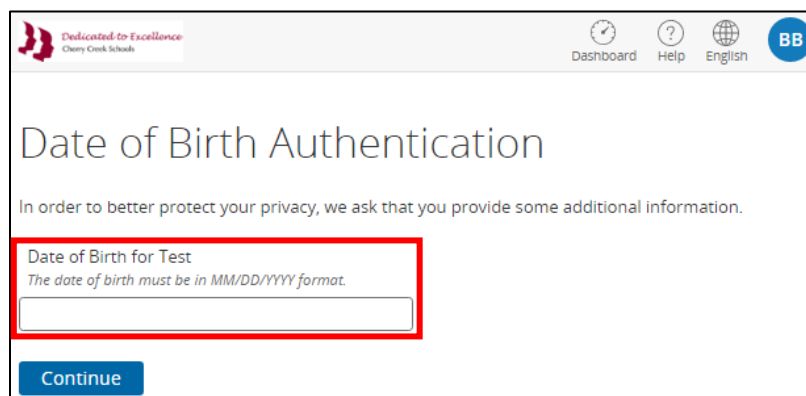 Dedicated to Excellence
Cherry Creek Schools
Dashboard
Help
English
BB
Date of Birth Authentication
In order to better protect your privacy, we ask that you provide some additional information.
Date of Birth for Test
The date of birth must be in MM/DD/YYYY format.
Continue